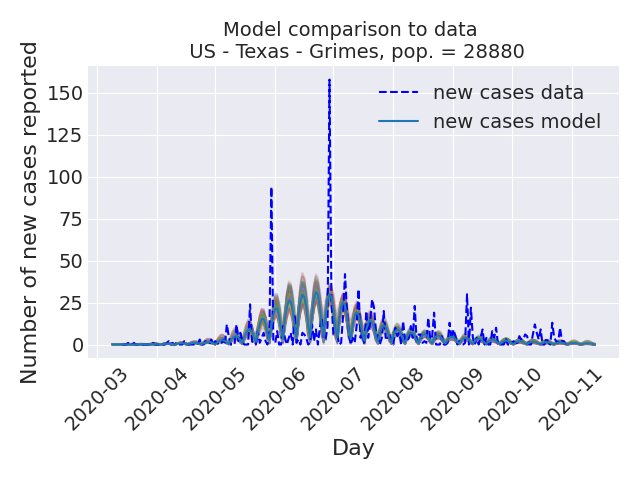 Model comparison to data
US - Texas - Grimes, pop. = 28880
Number of new cases reported
150
125
100
75
50
25
0
new cases data
new cases model
2020-03
2020-04
2020-05
2020-06
2020-07
2020-08
2020-09
2020-10
2020-11
Day